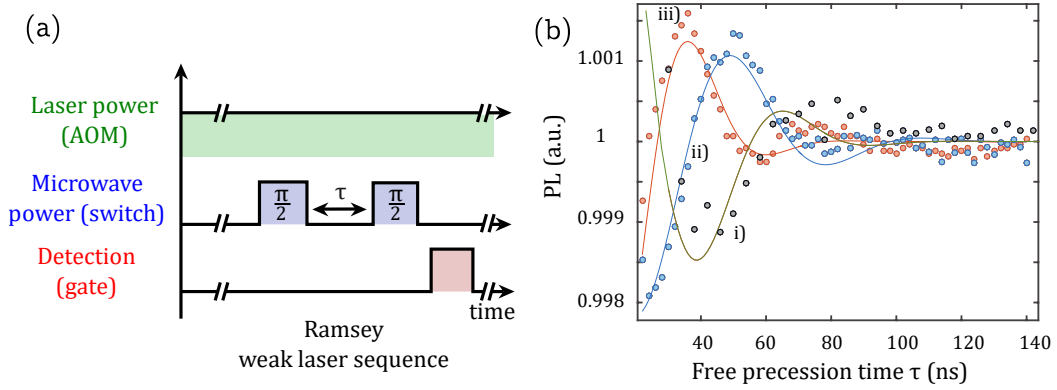 (a)
Laser power
(AOM)
Microwave
power (switch)
π/2
τ
π/2
Detection
(gate)
time
Ramsey
weak laser sequence
(b)
iii)
ii)
i)
PL (a.u.)
1.001
1
0.999
0.998
40 60 80 100 120 140
Free precession time τ (ns)